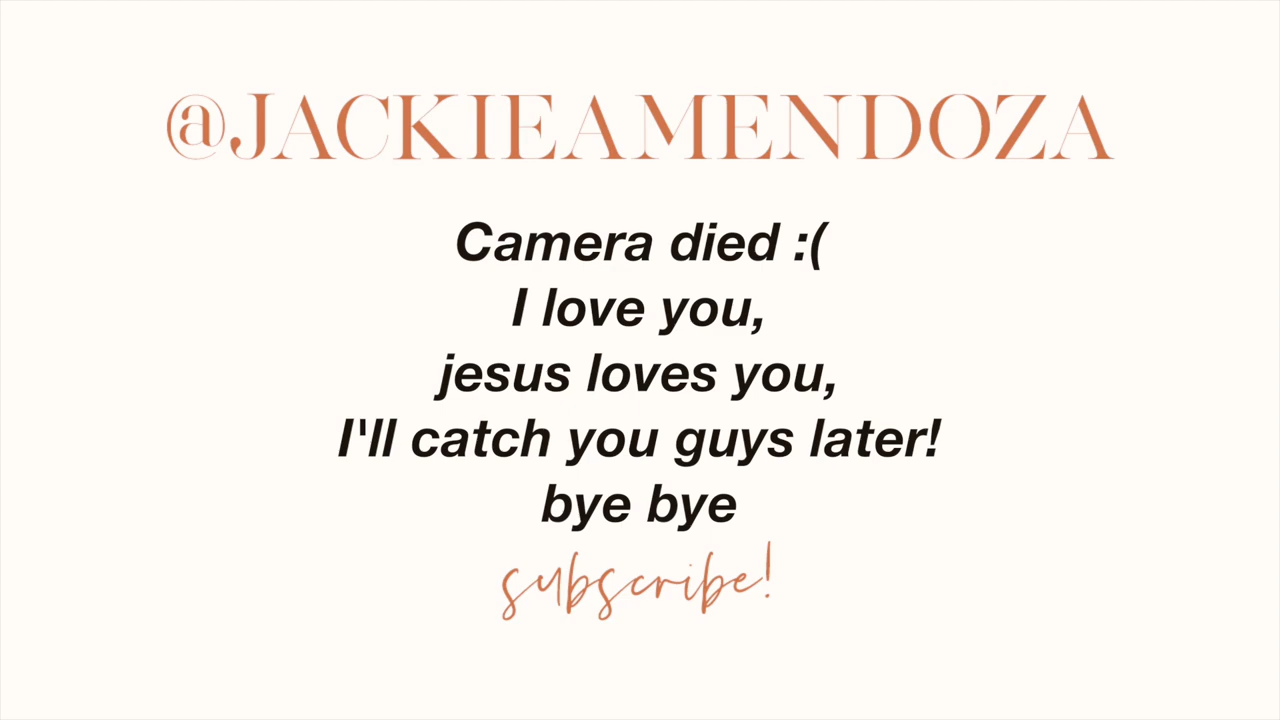 @JACKIEAMENDOZA
Camera died :(
I love you,
jesus loves you,
I'll catch you guys later!
bye bye
subscribe!